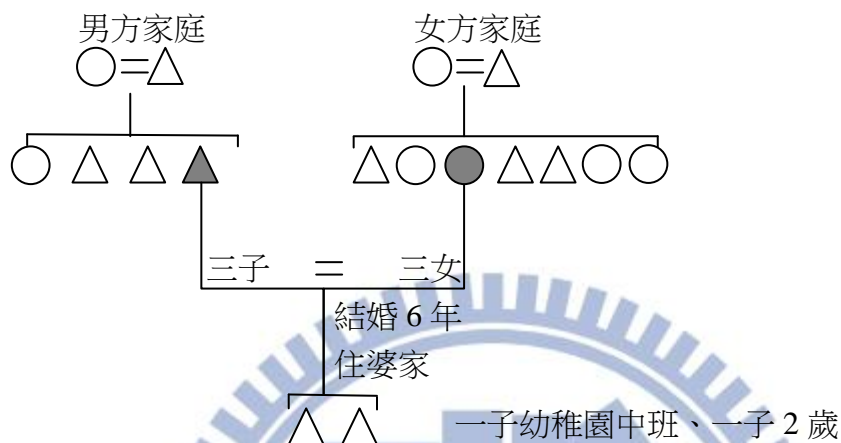 男方家庭
女方家庭
三子 = 三女
結婚 6 年
住婆家
一子幼稚園中班、一子 2 歲